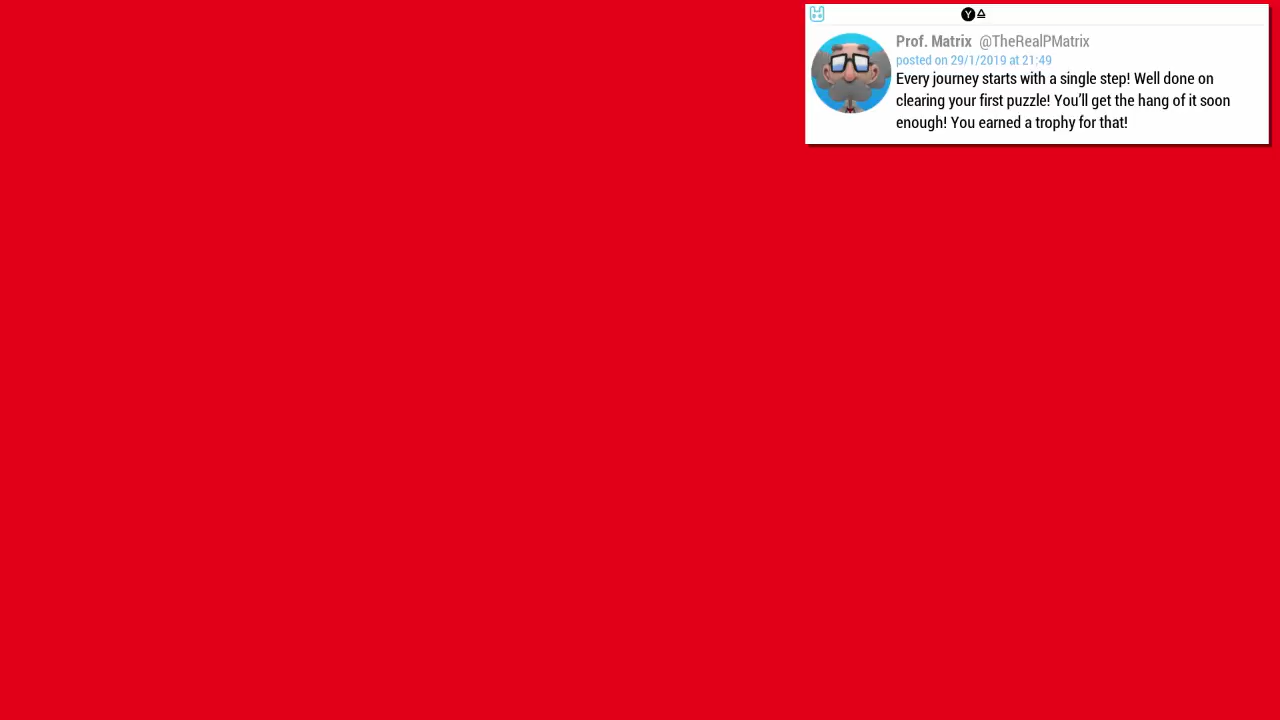 Y
Prof. Matrix @TheRealPMatrix
posted on 29/1/2019 at 21:49
Every journey starts with a single step! Well done on
clearing your first puzzle! You’ll get the hang of it soon
enough! You earned a trophy for that!